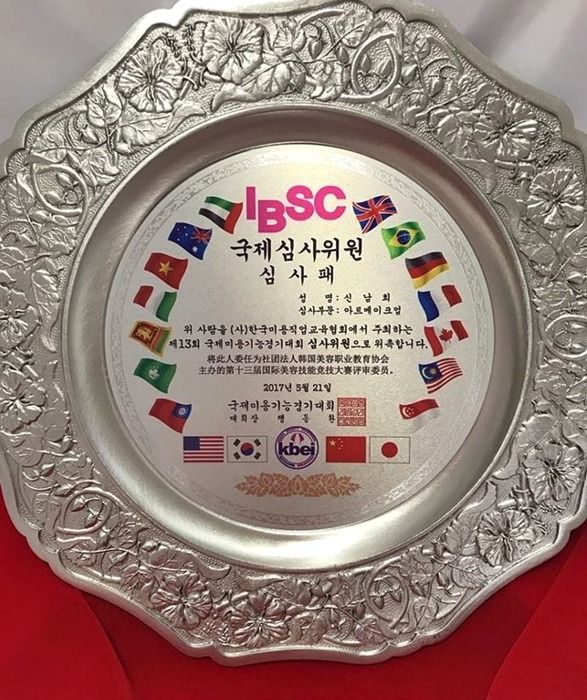 IBSC
국제심사위원
심사패
성 명 : 신남희
심사부문 : 아트메이크업
위 사람을 (사)한국미용직업교육협회에서 주최하는
제13회 국제미용기능경기대회 심사위원으로 위촉합니다.
将此人委任为社团法人韩国美容职业教育协会
主办的第十三届国际美容技能竞技大赛评审委员。
2017년 5월 21일
국제미용기능경기대회
대회장 맹동원
kbei